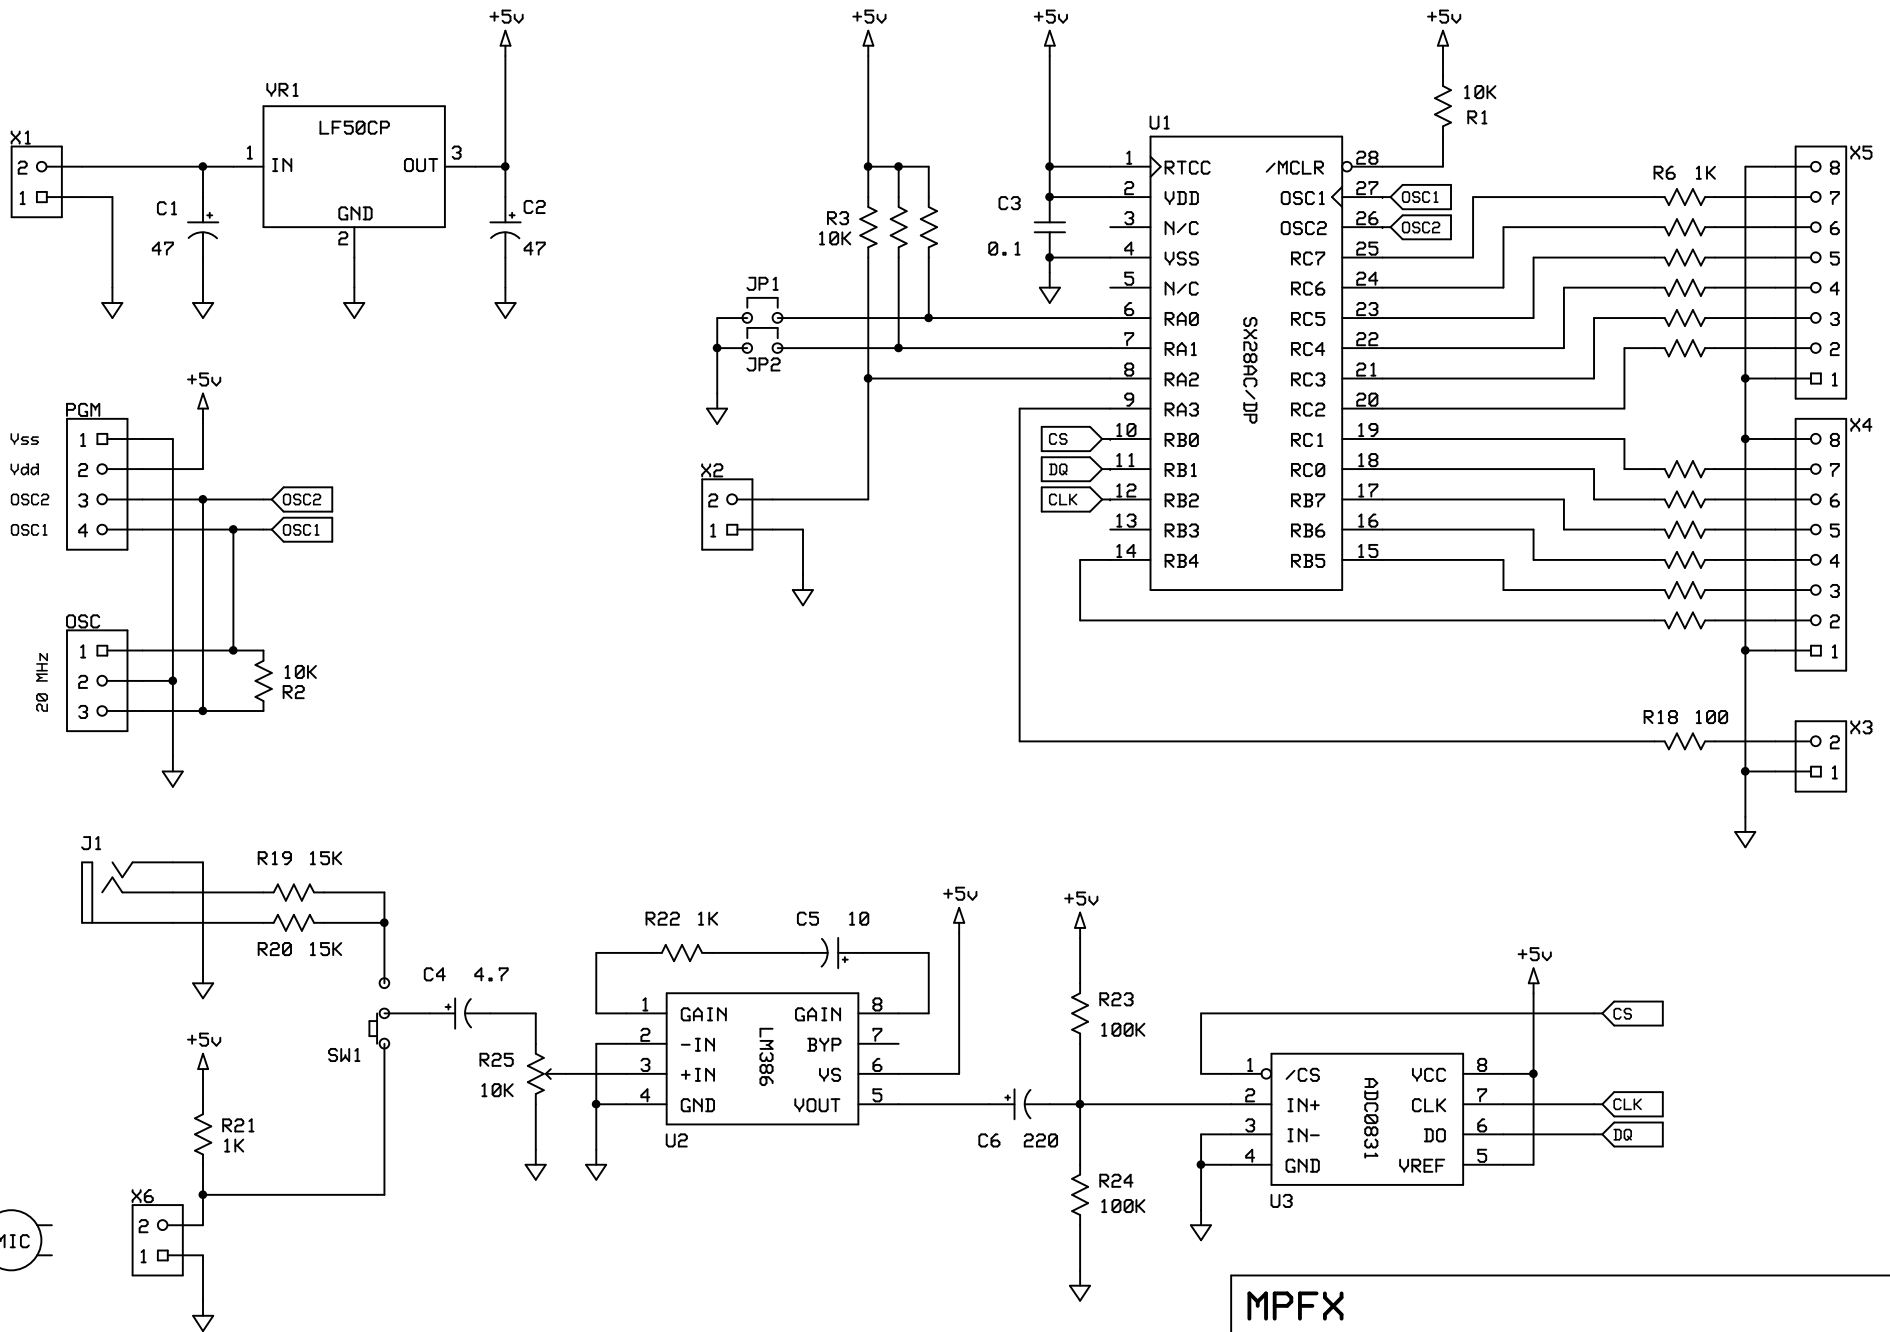 +5v
+5v
+5v
+5v
VR1
LF50CP
1 IN
OUT 3
GND
2
X1
2
1
C1
47
C2
47
R3
10K
C3
0.1
10K
R1
U1
SX28AC/DP
1 RTCC
2 VDD
3 N/C
4 VSS
5 N/C
6 RA0
7 RA1
8 RA2
9 RA3
10 RB0
11 RB1
12 RB2
13 RB3
14 RB4
/MCLR 28
OSC1 27
OSC2 26
RC7 25
RC6 24
RC5 23
RC4 22
RC3 21
RC2 20
RC1 19
RC0 18
RB7 17
RB6 16
RB5 15
OSC1
OSC2
CS
DQ
CLK
JP1
JP2
X2
2
1
R6 1K
X5
8
7
6
5
4
3
2
1
X4
8
7
6
5
4
3
2
1
R18 100
X3
2
1
+5v
PGM
Vss 1
Vdd 2
OSC2 3
OSC1 4
OSC2
OSC1
OSC
20 MHz
1
2
3
10K
R2
J1
R19 15K
R20 15K
SW1
+5v
R21
1K
X6
2
1
MIC
C4 4.7
R25
10K
R22 1K
C5 10
+5v
U2
LM386
1 GAIN
2 -IN
3 +IN
4 GND
GAIN 8
BYP 7
VS 6
VOUT 5
C6 220
+5v
R23
100K
R24
100K
+5v
U3
ADC0831
1 /CS
2 IN+
3 IN-
4 GND
VCC 8
CLK 7
DO 6
VREF 5
CS
CLK
DQ
MPFX